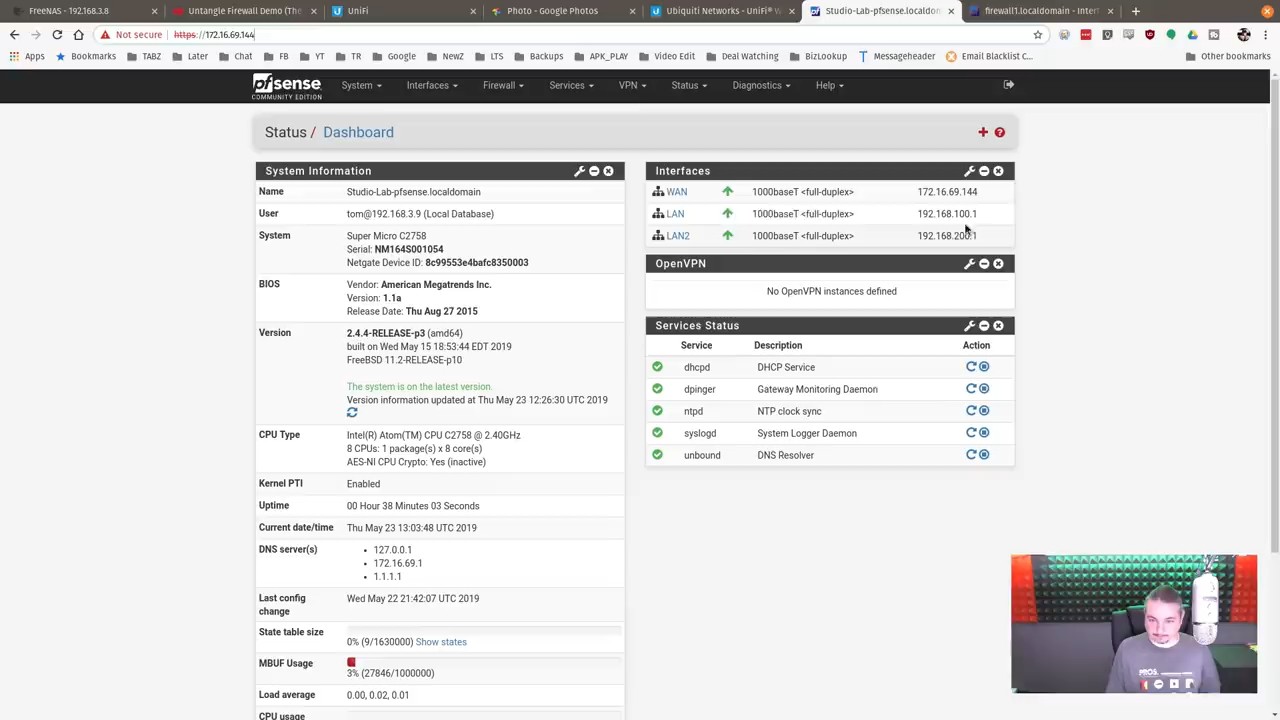 FreeNAS - 192.168.3.8
Untangle Firewall Demo (The
UniFi
Photo - Google Photos
Ubiquiti Networks - UniFi® W
Studio-Lab-pfsense.localdom
firewall1.localdomain - Inter
Not secure
https://172.16.69.144
Apps
Bookmarks
TABZ
Later
Chat
FB
YT
TR
Google
NewZ
LTS
Backups
APK_PLAY
Video Edit
Deal Watching
BizLookup
Messageheader
Email Blacklist C...
Other bookmarks
pfsense
COMMUNITY EDITION
System
Interfaces
Firewall
Services
VPN
Status
Diagnostics
Help
Status / Dashboard
System Information
Name Studio-Lab-pfsense.localdomain
User tom@192.168.3.9 (Local Database)
System Super Micro C2758
Serial: NM164S001054
Netgate Device ID: 8c99553e4bafc8350003
BIOS Vendor: American Megatrends Inc.
Version: 1.1a
Release Date: Thu Aug 27 2015
Version 2.4.4-RELEASE-p3 (amd64)
built on Wed May 15 18:53:44 EDT 2019
FreeBSD 11.2-RELEASE-p10
The system is on the latest version.
Version information updated at Thu May 23 12:26:30 UTC 2019
CPU Type Intel(R) Atom(TM) CPU C2758 @ 2.40GHz
8 CPUs: 1 package(s) x 8 core(s)
AES-NI CPU Crypto: Yes (inactive)
Kernel PTI Enabled
Uptime 00 Hour 38 Minutes 03 Seconds
Current date/time Thu May 23 13:03:48 UTC 2019
DNS server(s) • 127.0.0.1
• 172.16.69.1
• 1.1.1.1
Last config change Wed May 22 21:42:07 UTC 2019
State table size 0% (9/1630000) Show states
MBUF Usage 3% (27846/1000000)
Load average 0.00, 0.02, 0.01
CPU usage
Interfaces
WAN 1000baseT <full-duplex> 172.16.69.144
LAN 1000baseT <full-duplex> 192.168.100.1
LAN2 1000baseT <full-duplex> 192.168.200.1
OpenVPN
No OpenVPN instances defined
Services Status
Service Description Action
dhcpd DHCP Service
dpinger Gateway Monitoring Daemon
ntpd NTP clock sync
syslogd System Logger Daemon
unbound DNS Resolver
PROS.